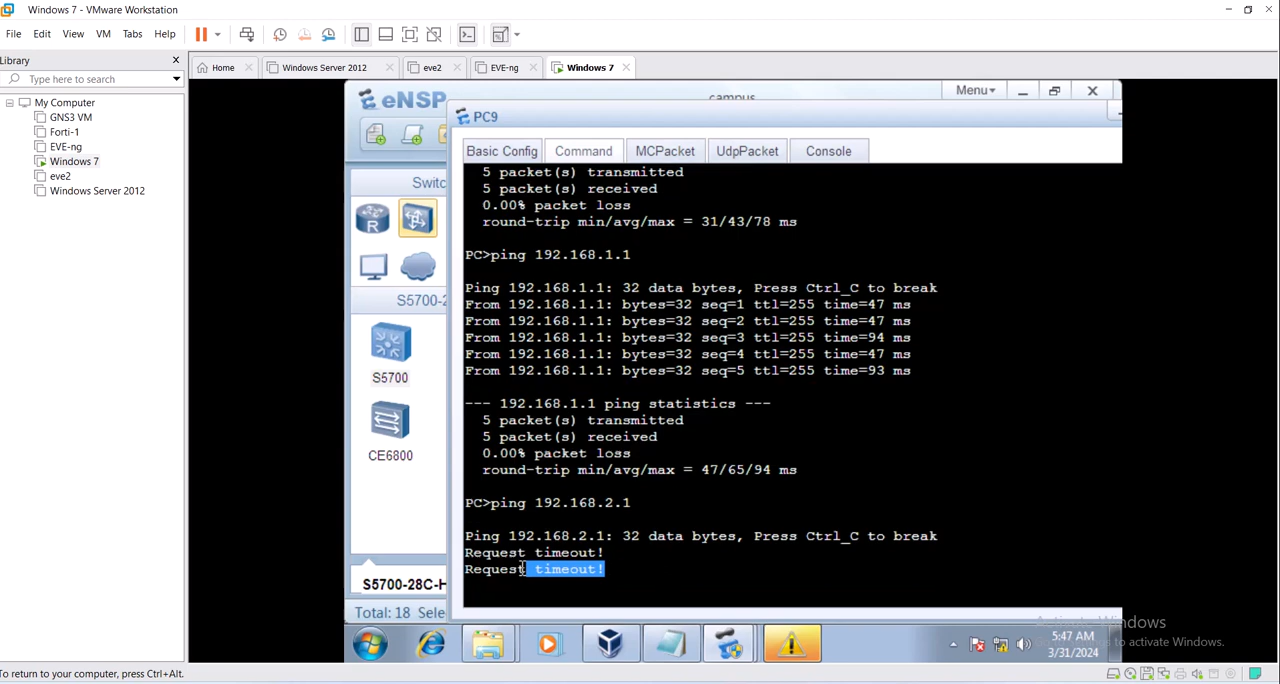 Windows 7 - VMware Workstation
File Edit View VM Tabs Help
Library
Type here to search
My Computer
GNS3 VM
Forti-1
EVE-ng
Windows 7
eve2
Windows Server 2012
Home
Windows Server 2012
eve2
EVE-ng
Windows 7
eNSP
campus
Menu
PC9
Basic Config Command MCPacket UdpPacket Console
5 packet(s) transmitted
5 packet(s) received
0.00% packet loss
round-trip min/avg/max = 31/43/78 ms
PC>ping 192.168.1.1
Ping 192.168.1.1: 32 data bytes, Press Ctrl_C to break
From 192.168.1.1: bytes=32 seq=1 ttl=255 time=47 ms
From 192.168.1.1: bytes=32 seq=2 ttl=255 time=47 ms
From 192.168.1.1: bytes=32 seq=3 ttl=255 time=94 ms
From 192.168.1.1: bytes=32 seq=4 ttl=255 time=47 ms
From 192.168.1.1: bytes=32 seq=5 ttl=255 time=93 ms
--- 192.168.1.1 ping statistics ---
5 packet(s) transmitted
5 packet(s) received
0.00% packet loss
round-trip min/avg/max = 47/65/94 ms
PC>ping 192.168.2.1
Ping 192.168.2.1: 32 data bytes, Press Ctrl_C to break
Request timeout!
Request timeout!
Switc
R
S5700-2
S5700
CE6800
S5700-28C-H
Total: 18 Sele
Activate Windows
to activate Windows.
5:47 AM
3/31/2024
To return to your computer, press Ctrl+Alt.